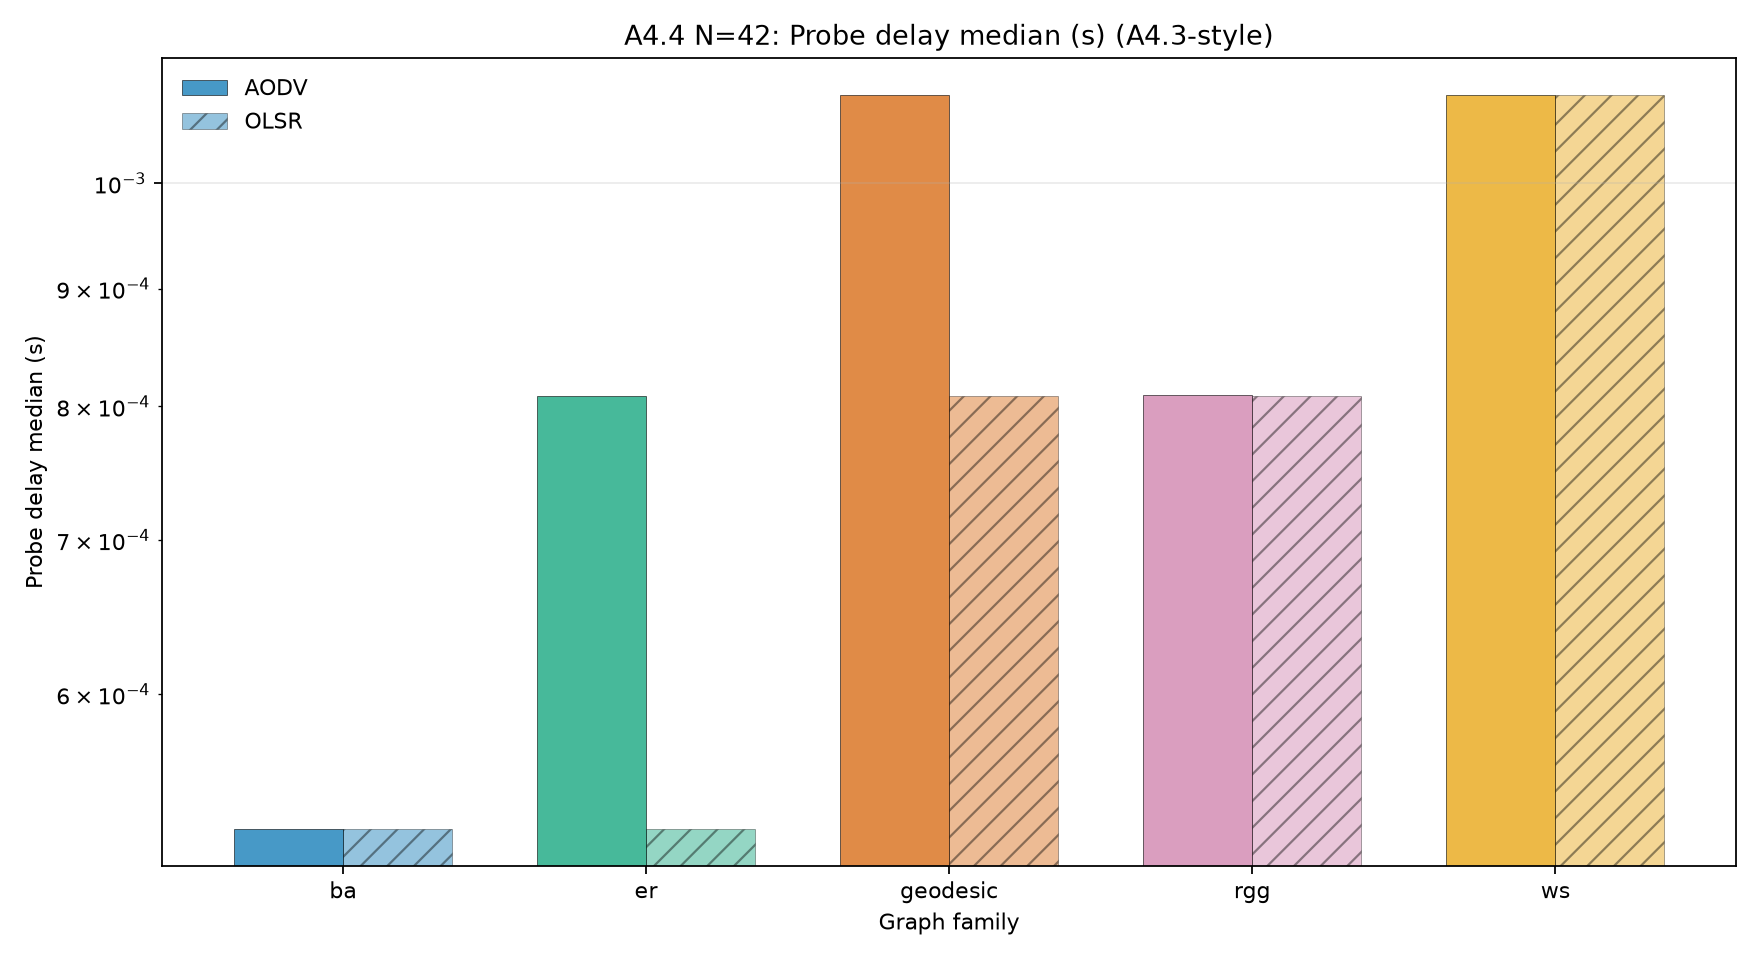 A4.4 N=42: Probe delay median (s) (A4.3-style)
AODV
OLSR
10⁻³
9 × 10⁻⁴
8 × 10⁻⁴
7 × 10⁻⁴
6 × 10⁻⁴
Probe delay median (s)
ba er geodesic rgg ws
Graph family